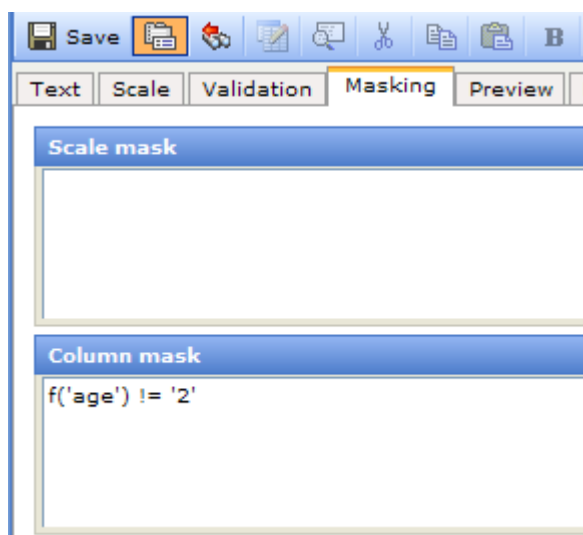 Save B
Text Scale Validation Masking Preview
Scale mask
Column mask
f('age') != '2'